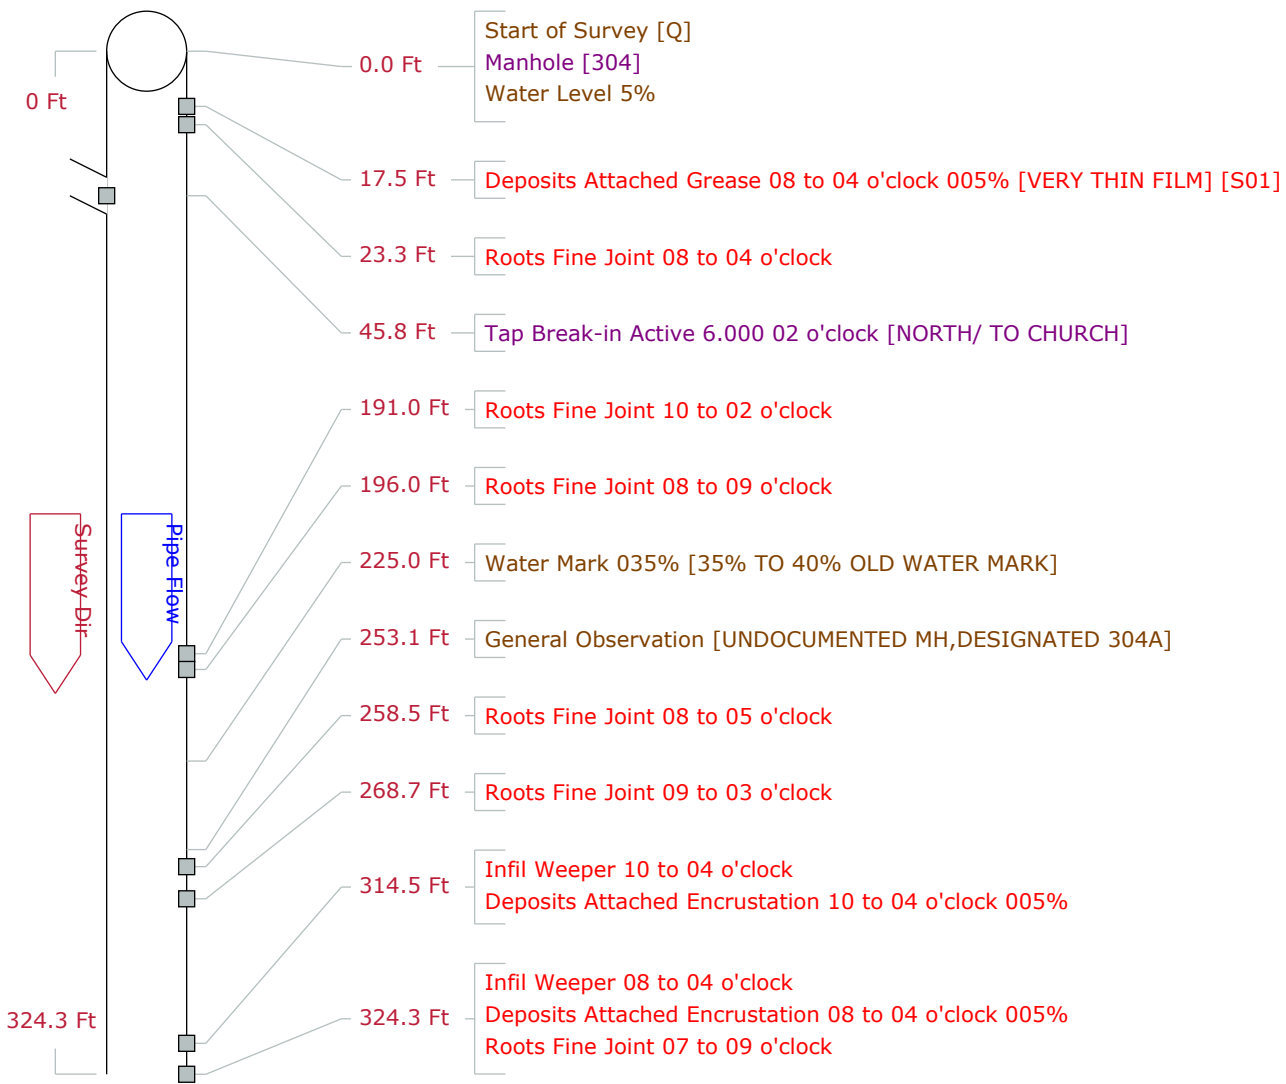 Start of Survey [Q]
0.0 Ft
Manhole [304]
Water Level 5%
0 Ft
17.5 Ft
Deposits Attached Grease 08 to 04 o'clock 005% [VERY THIN FILM] [S01]
23.3 Ft
Roots Fine Joint 08 to 04 o'clock
45.8 Ft
Tap Break-in Active 6.000 02 o'clock [NORTH/ TO CHURCH]
191.0 Ft
Roots Fine Joint 10 to 02 o'clock
196.0 Ft
Roots Fine Joint 08 to 09 o'clock
Survey Dir
Pipe Flow
225.0 Ft
Water Mark 035% [35% TO 40% OLD WATER MARK]
253.1 Ft
General Observation [UNDOCUMENTED MH,DESIGNATED 304A]
258.5 Ft
Roots Fine Joint 08 to 05 o'clock
268.7 Ft
Roots Fine Joint 09 to 03 o'clock
314.5 Ft
Infil Weeper 10 to 04 o'clock
Deposits Attached Encrustation 10 to 04 o'clock 005%
324.3 Ft
324.3 Ft
Infil Weeper 08 to 04 o'clock
Deposits Attached Encrustation 08 to 04 o'clock 005%
Roots Fine Joint 07 to 09 o'clock